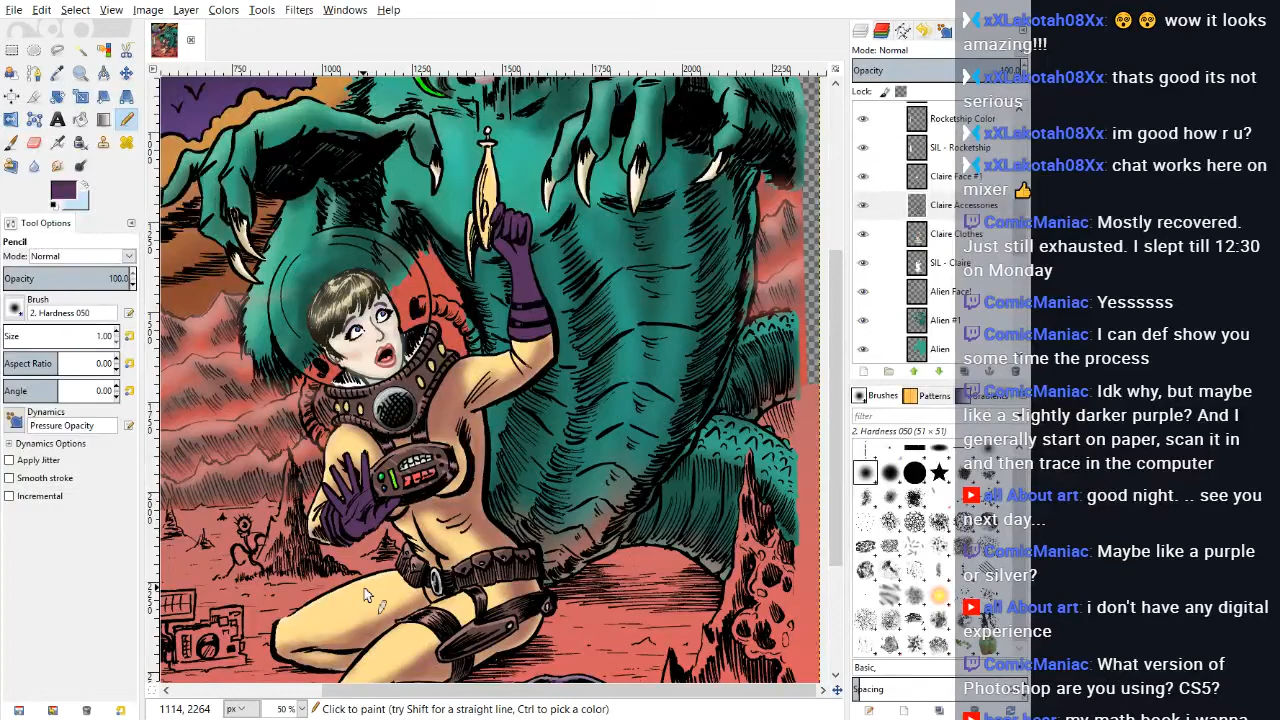 File Edit Select View Image Layer Colors Tools Filters Windows Help
Tool Options
Pencil
Mode: Normal
Opacity 100.0
Brush
2. Hardness 050
Size 1.00
Aspect Ratio 0.00
Angle 0.00
Dynamics
Pressure Opacity
Dynamics Options
Apply Jitter
Smooth stroke
Incremental
750 1000 1250 1500 1750 2000 2250
1114, 2264 px 50 % Click to paint (try Shift for a straight line, Ctrl to pick a color)
Mode: Normal
Opacity 100.0
Lock:
Rocketship Color
SIL - Rocketship
Claire Face #1
Claire Accessories
Claire Clothes
SIL - Claire
Alien Face!
Alien #1
Alien
Brushes Patterns Gradients
filter
2. Hardness 050 (51 × 51)
Basic,
Spacing
xXLakotah08Xx: wow it looks
amazing!!!
xXLakotah08Xx: thats good its not
serious
xXLakotah08Xx: im good how r u?
xXLakotah08Xx: chat works here on
mixer
ComicManiac: Mostly recovered.
Just still exhausted. I slept till 12:30
on Monday
ComicManiac: Yessssss
ComicManiac: I can def show you
some time the process
ComicManiac: Idk why, but maybe
like a slightly darker purple? And I
generally start on paper, scan it in
and then trace in the computer
all About art: good night. .. see you
next day...
ComicManiac: Maybe like a purple
or silver?
all About art: i don't have any digital
experience
ComicManiac: What version of
Photoshop are you using? CS5?